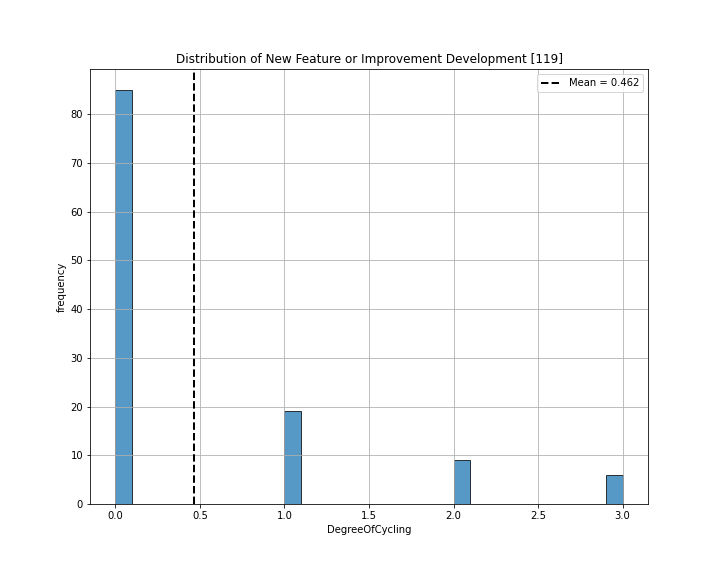 Distribution of New Feature or Improvement Development [119]
Mean = 0.462
frequency
80
70
60
50
40
30
20
10
0
0.0 0.5 1.0 1.5 2.0 2.5 3.0
DegreeOfCycling